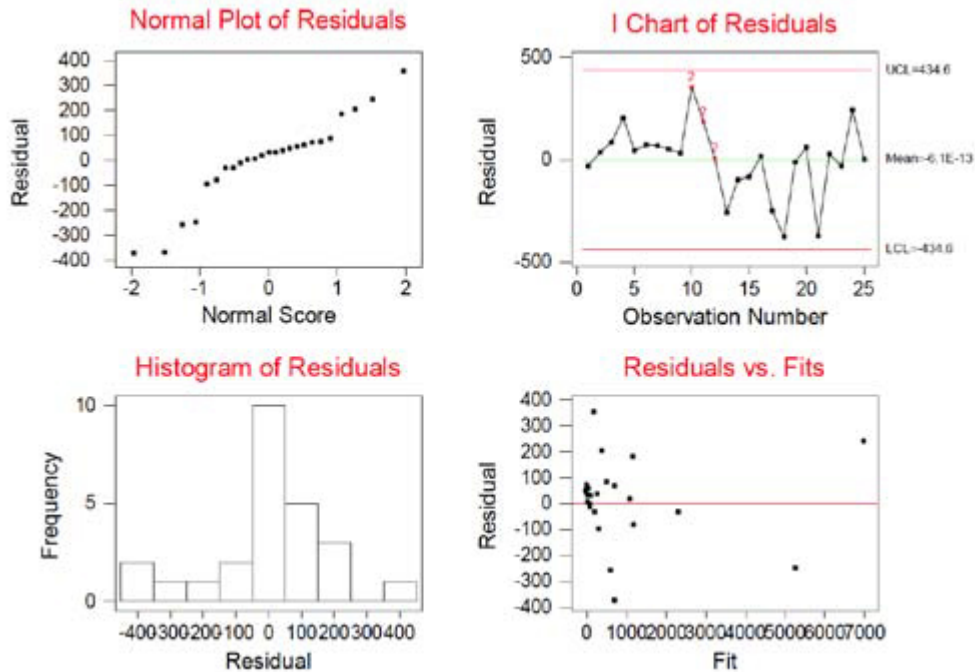 Normal Plot of Residuals
400
300
200
100
0
-100
-200
-300
-400
Residual
-2 -1 0 1 2
Normal Score
I Chart of Residuals
500
0
-500
Residual
UCL=434.6
Mean=-6.1E-13
LCL=-434.6
2
2
2
0 5 10 15 20 25
Observation Number
Histogram of Residuals
10
5
0
Frequency
-400 -300 -200 -100 0 100 200 300 400
Residual
Residuals vs. Fits
400
300
200
100
0
-100
-200
-300
-400
Residual
0 1000 2000 3000 4000 5000 6000 7000
Fit